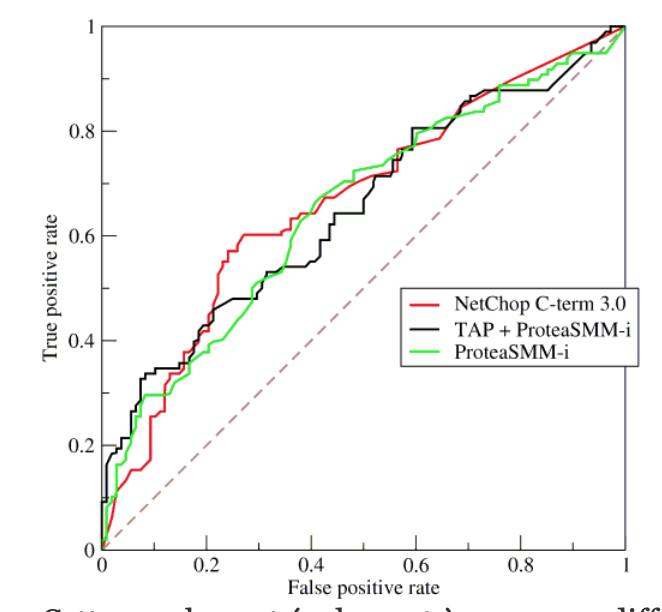 1
0.8
0.6
0.4
0.2
0
True positive rate
NetChop C-term 3.0
TAP + ProteaSMM-i
ProteaSMM-i
0 0.2 0.4 0.6 0.8 1
False positive rate